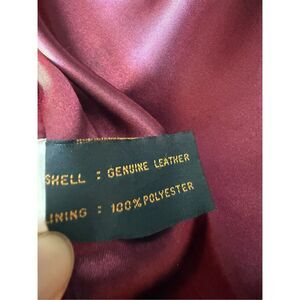 SHELL : GENUINE LEATHER
LINING : 100% POLYESTER